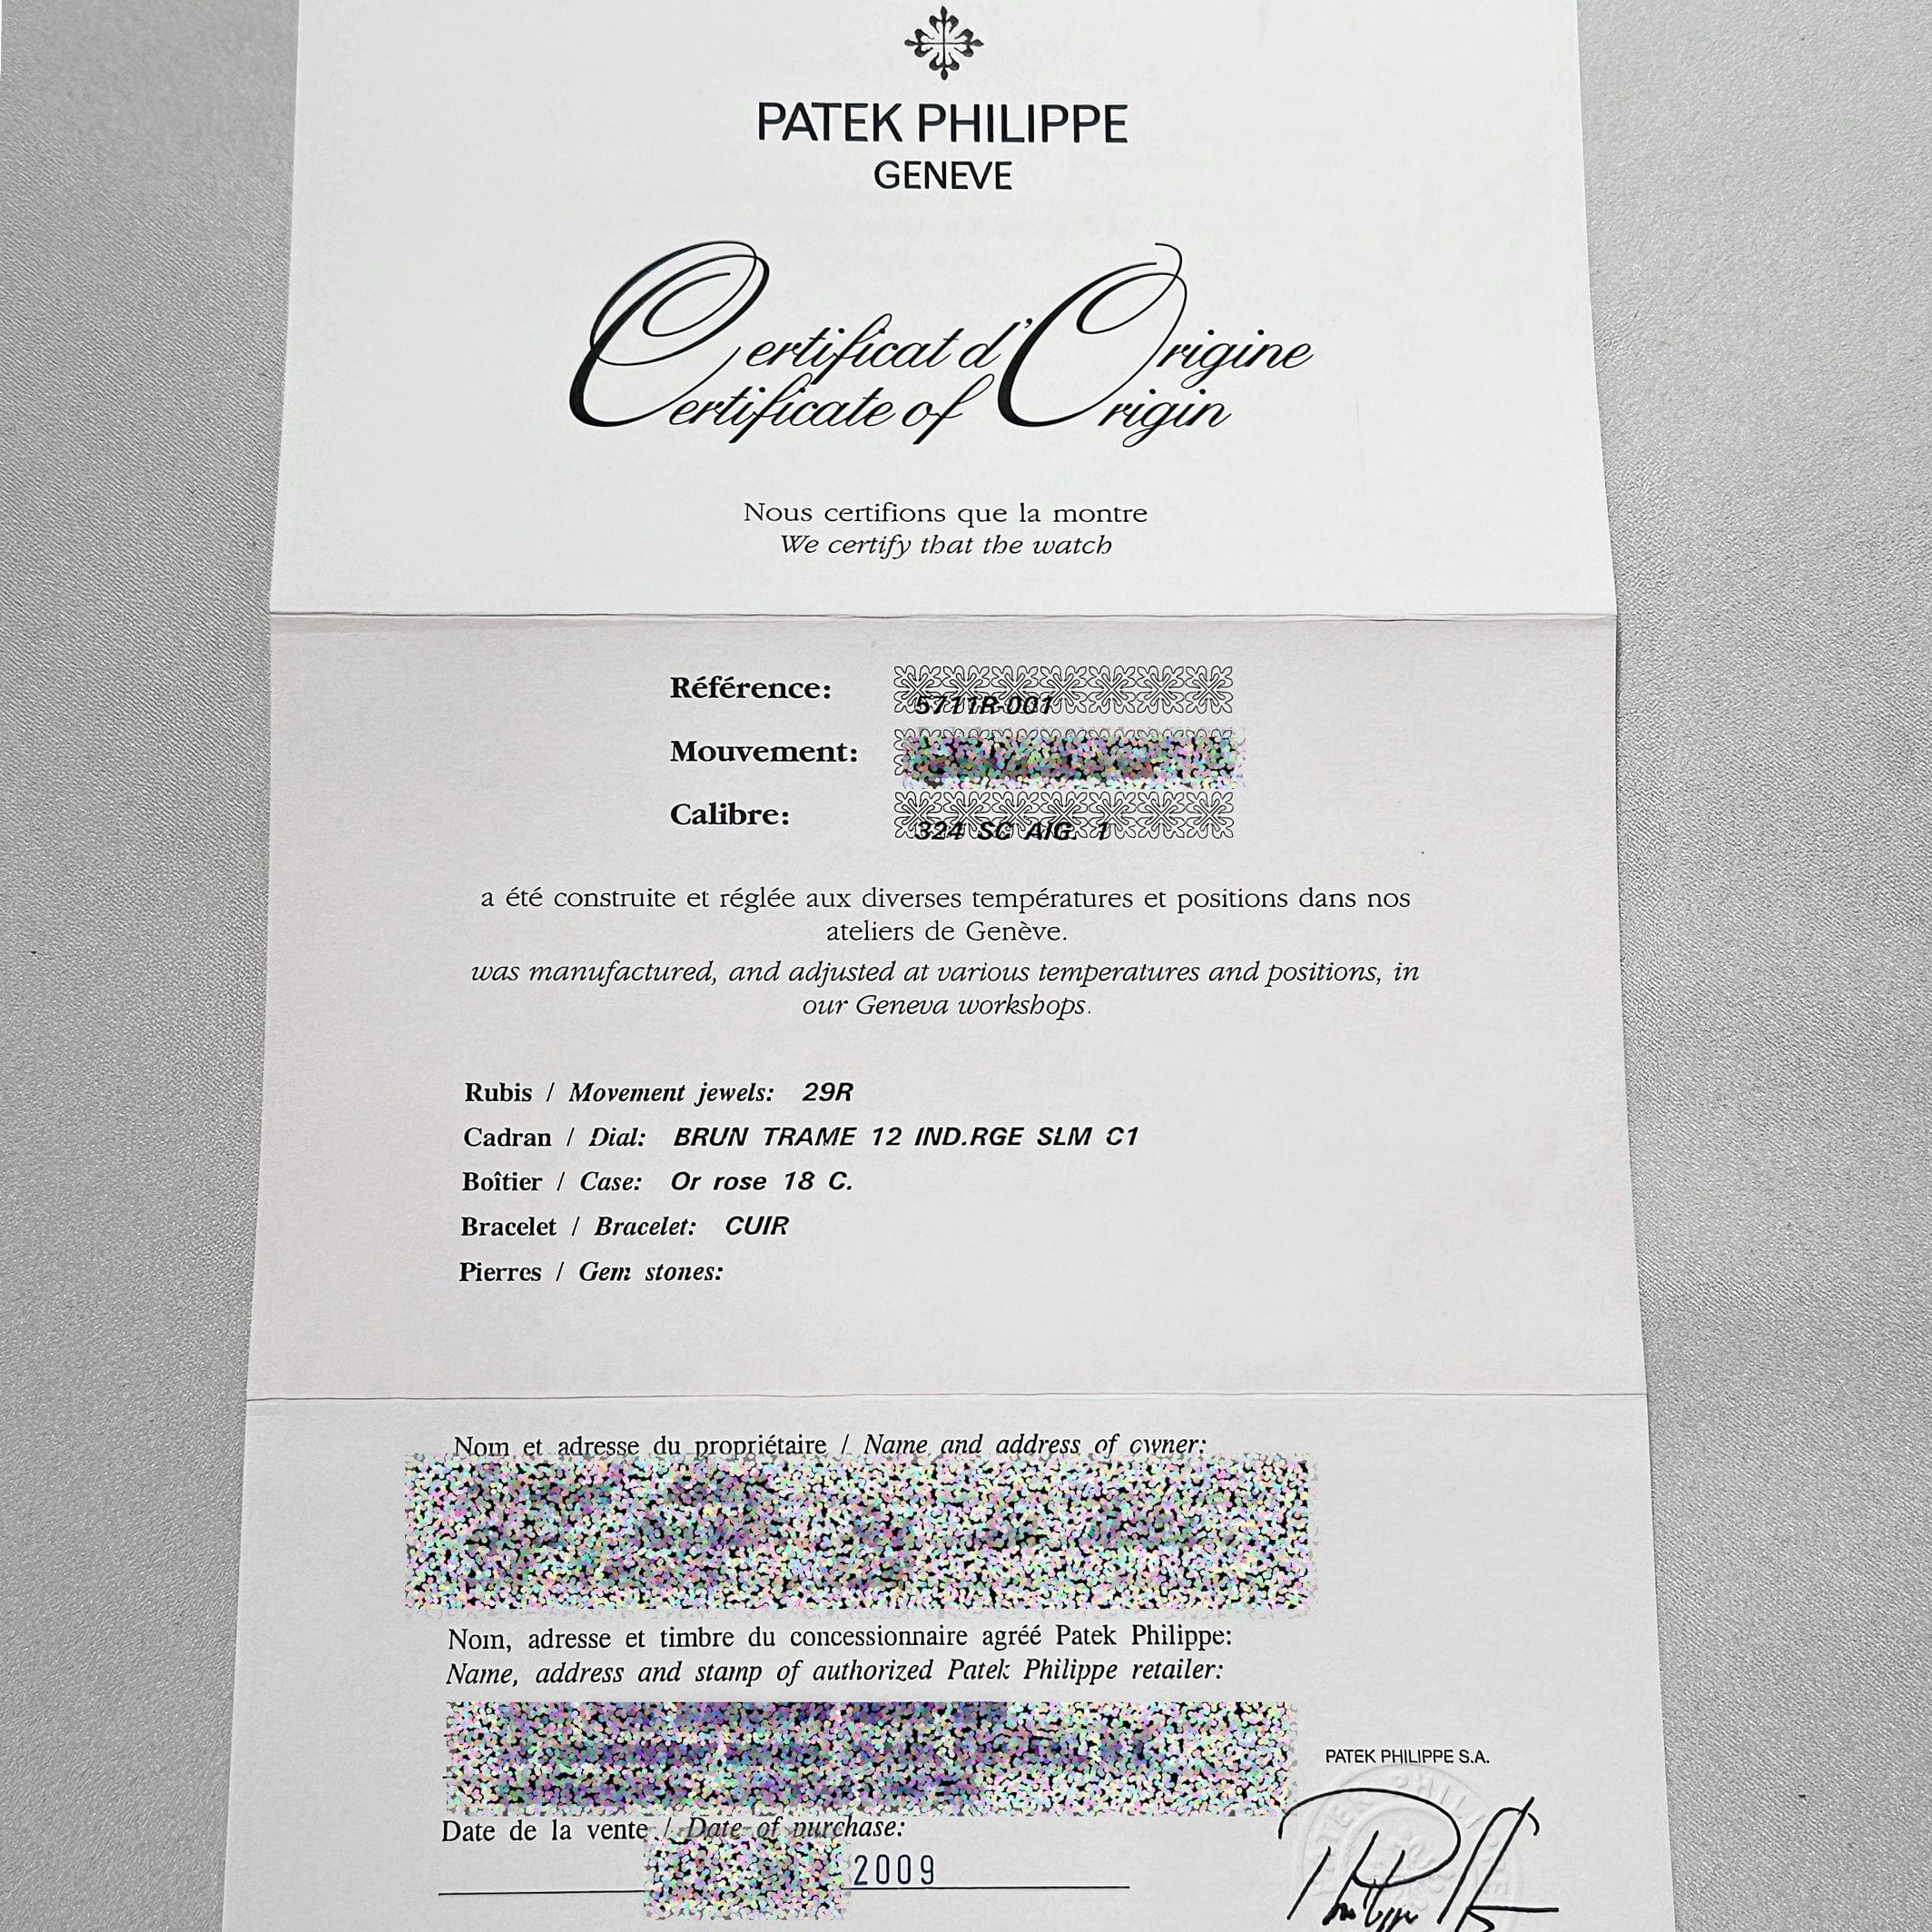 PATEK PHILIPPE
GENEVE
Certificat d'Origine
Certificate of Origin
Nous certifions que la montre
We certify that the watch
Référence: 5711R-001
Mouvement:
Calibre: 324 SC AIG. 1
a été construite et réglée aux diverses températures et positions dans nos
ateliers de Genève.
was manufactured, and adjusted at various temperatures and positions, in
our Geneva workshops.
Rubis / Movement jewels: 29R
Cadran / Dial: BRUN TRAME 12 IND.RGE SLM C1
Boîtier / Case: Or rose 18 C.
Bracelet / Bracelet: CUIR
Pierres / Gem stones:
Nom et adresse du propriétaire / Name and address of owner:
Nom, adresse et timbre du concessionnaire agréé Patek Philippe:
Name, address and stamp of authorized Patek Philippe retailer:
PATEK PHILIPPE S.A.
Date de la vente / Date of purchase:
2009